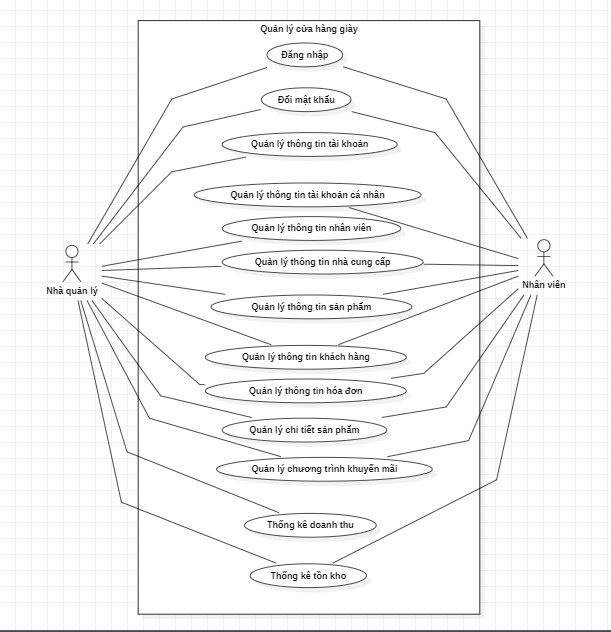 Quản lý cửa hàng giày
Đăng nhập
Đổi mật khẩu
Quản lý thông tin tài khoản
Quản lý thông tin tài khoản cá nhân
Quản lý thông tin nhân viên
Quản lý thông tin nhà cung cấp
Nhà quản lý
Nhân viên
Quản lý thông tin sản phẩm
Quản lý thông tin khách hàng
Quản lý thông tin hóa đơn
Quản lý chi tiết sản phẩm
Quản lý chương trình khuyến mãi
Thống kê doanh thu
Thống kê tồn kho